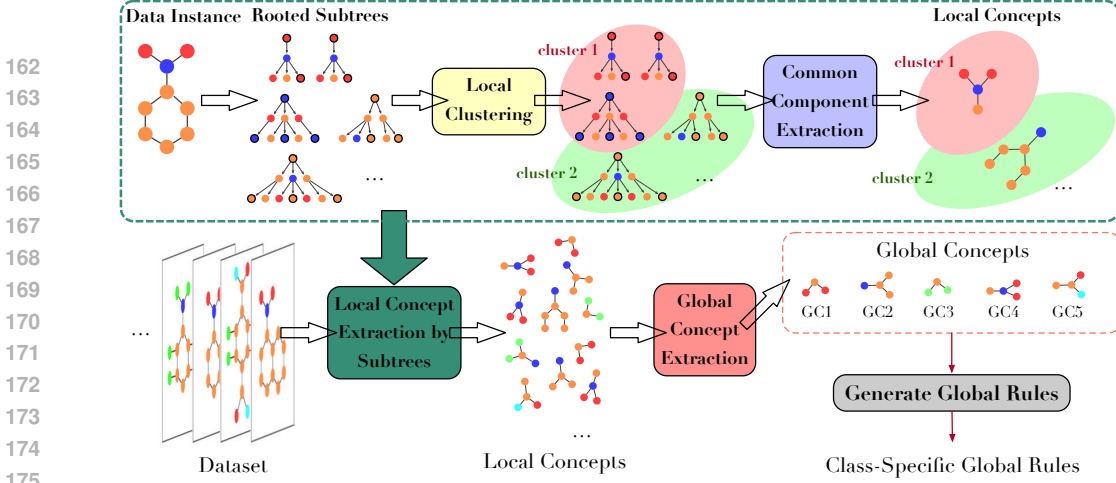 Data Instance
Rooted Subtrees
Local Concepts
cluster 1
cluster 1
Local
Clustering
Common
Component
Extraction
cluster 2
cluster 2
...
...
...
162
163
164
165
166
167
168
169
170
171
172
173
174
175
Global Concepts
GC1
GC2
GC3
GC4
GC5
...
Local Concept
Extraction by
Subtrees
Global
Concept
Extraction
Generate Global Rules
...
Dataset
Local Concepts
Class-Specific Global Rules